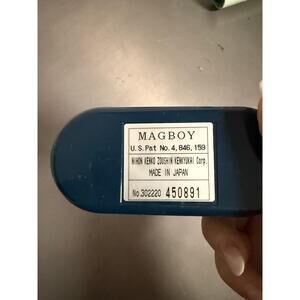 MAGBOY
U.S. Pat No. 4,846,159
NIHON KENKO ZOUSHIN KENKYUKAI Corp.
MADE IN JAPAN
No.302220 450891